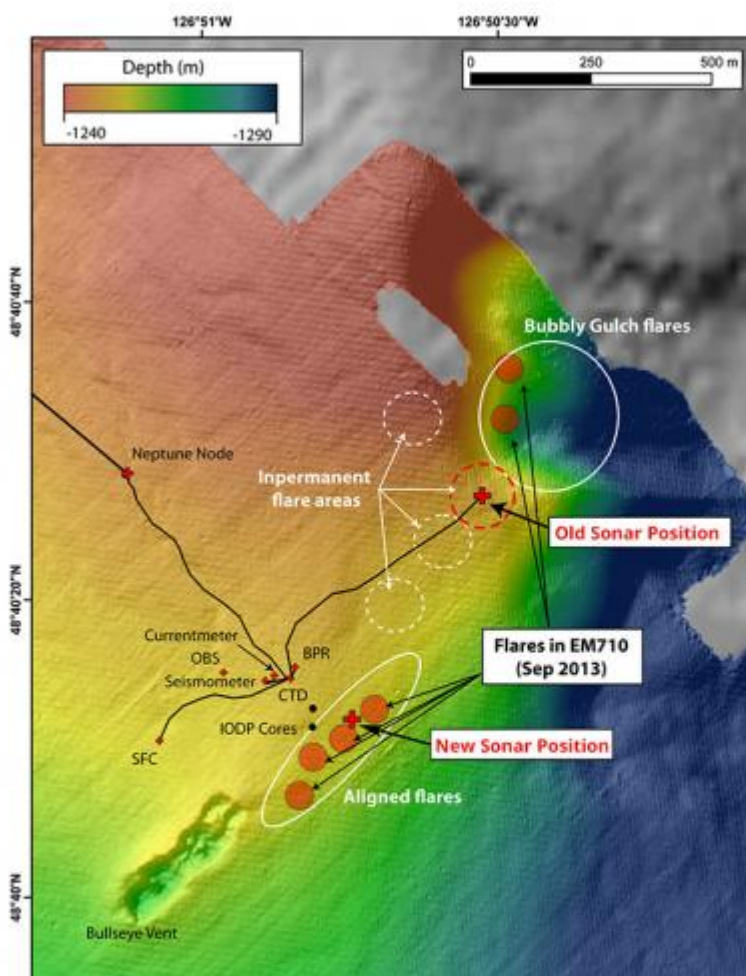 126°51'W
126°50'30"W
Depth (m)
-1240
-1290
0
250
500 m
48°40'40"N
Bubbly Gulch flares
Neptune Node
Inpermanent
flare areas
Old Sonar Position
48°40'20"N
Currentmeter
OBS
BPR
Seismometer
CTD
Flares in EM710
(Sep 2013)
IODP Cores
SFC
New Sonar Position
Aligned flares
48°40'N
Bullseye Vent